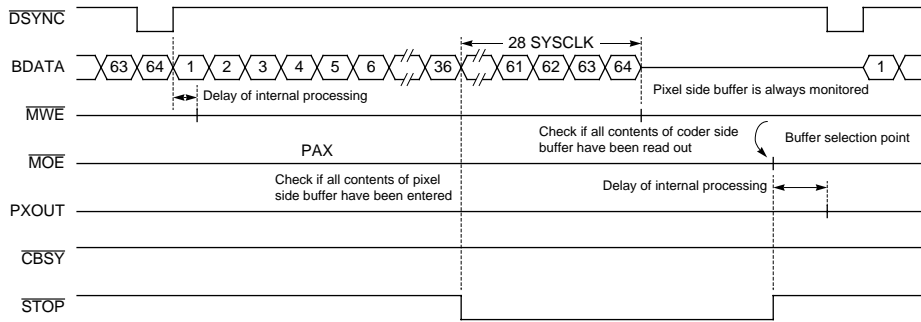 DSYNC
28 SYSCLK
BDATA 63 64 1 2 3 4 5 6 36 61 62 63 64 1
Delay of internal processing
Pixel side buffer is always monitored
MWE
Check if all contents of coder side
buffer have been read out
Buffer selection point
PAX
MOE
Check if all contents of pixel
side buffer have been entered
Delay of internal processing
PXOUT
CBSY
STOP